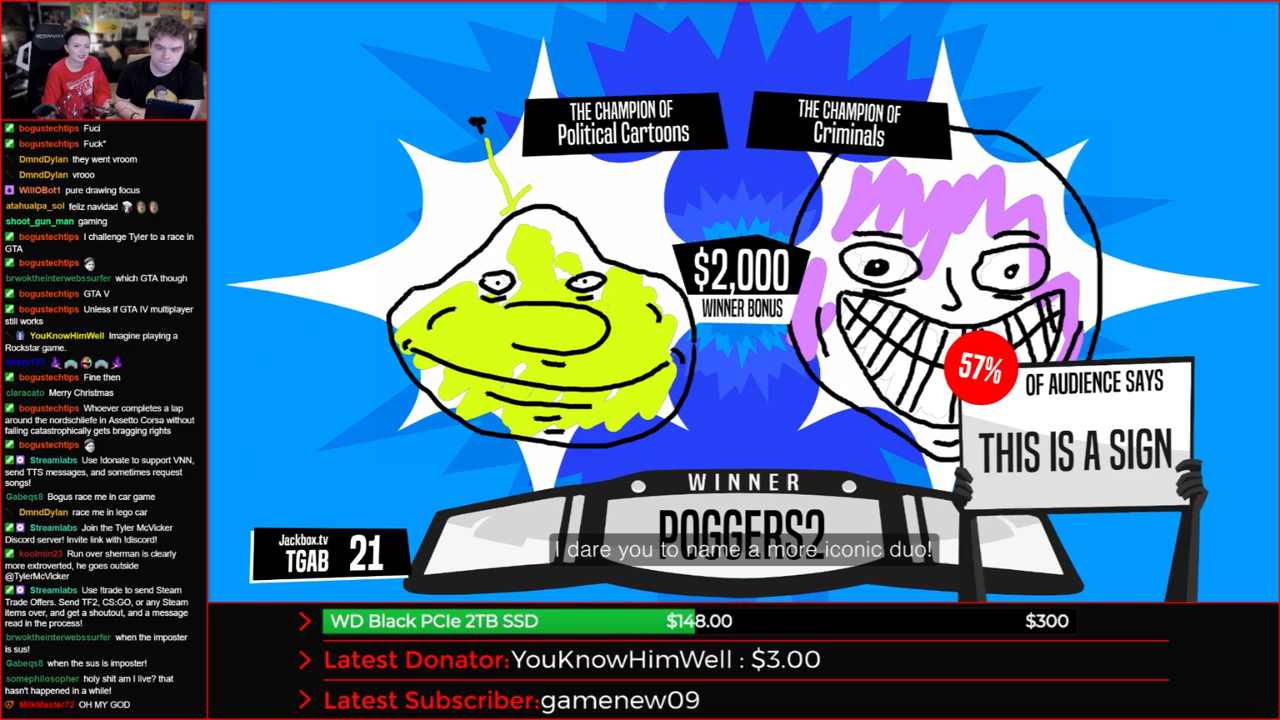 bogustechtips Fuci
bogustechtips Fuck*
DmndDylan they went vroom
DmndDylan vrooo
WillOBot1 pure drawing focus
atahualpa_sol feliz navidad
shoot_gun_man gaming
bogustechtips I challenge Tyler to a race in
GTA
bogustechtips
brwoktheinterwebssurfer which GTA though
bogustechtips GTA V
bogustechtips Unless if GTA IV multiplayer
still works
YouKnowHimWell Imagine playing a
Rockstar game.
bogustechtips Fine then
claracato Merry Christmas
bogustechtips Whoever completes a lap
around the nordschliefe in Assetto Corsa without
failing catastrophically gets bragging rights
bogustechtips
Streamlabs Use !donate to support VNN,
send TTS messages, and sometimes request
songs!
Gabeqs8 Bogus race me in car game
DmndDylan race me in lego car
Streamlabs Join the Tyler McVicker
Discord server! Invite link with !discord!
koolmin23 Run over sherman is clearly
more extroverted, he goes outside
@TylerMcVicker
Streamlabs Use !trade to send Steam
Trade Offers. Send TF2, CS:GO, or any Steam
items over, and get a shoutout, and a message
read in the process!
brwoktheinterwebssurfer when the imposter
is sus!
Gabeqs8 when the sus is imposter!
somephilosopher holy shit am I live? that
hasn't happened in a while!
MilkMaster72 OH MY GOD
THE CHAMPION OF
Political Cartoons
THE CHAMPION OF
Criminals
$2,000
WINNER BONUS
57%
OF AUDIENCE SAYS
THIS IS A SIGN
WINNER
POGGERS2
I dare you to name a more iconic duo!
Jackbox.tv
TGAB 21
WD Black PCIe 2TB SSD $148.00 $300
Latest Donator:YouKnowHimWell : $3.00
Latest Subscriber:gamenew09